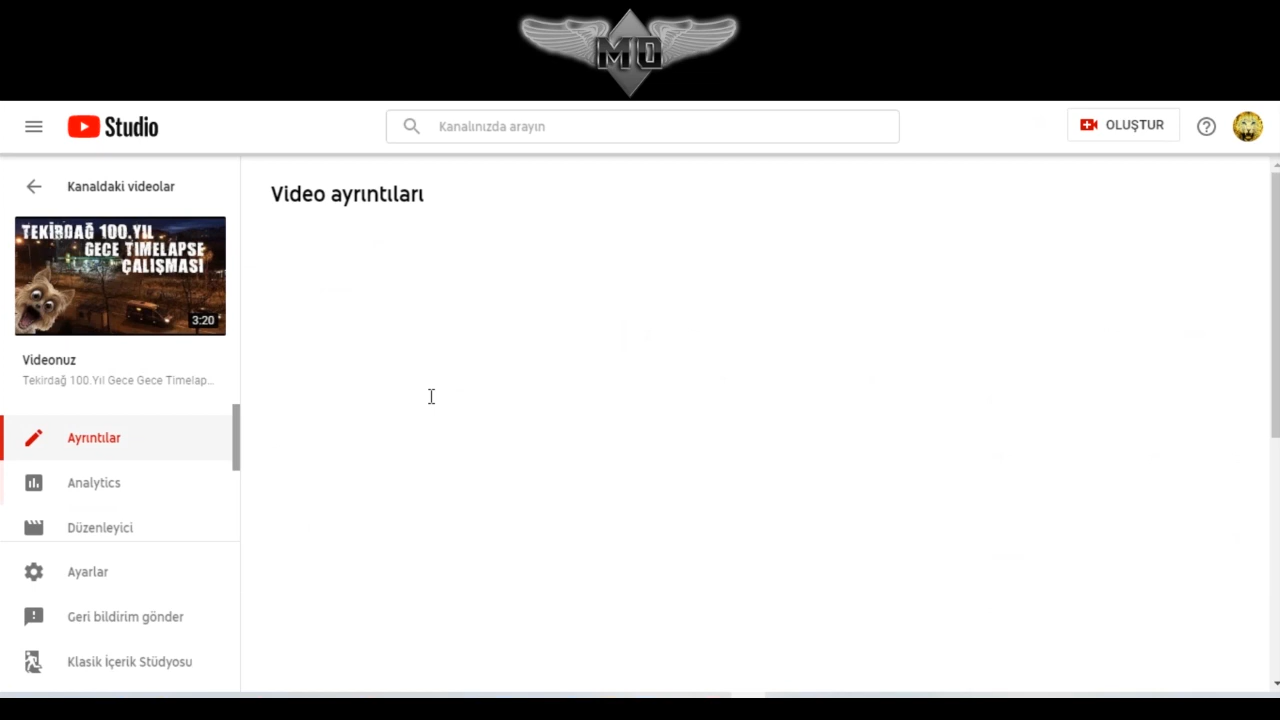 MO
Studio
Kanalınızda arayın
OLUŞTUR
Kanaldaki videolar
Video ayrıntıları
TEKİRDAĞ 100.YIL
GECE TIMELAPSE
ÇALIŞMASI
3:20
Videonuz
Tekirdağ 100.Yıl Gece Gece Timelap...
Ayrıntılar
Analytics
Düzenleyici
Ayarlar
Geri bildirim gönder
Klasik İçerik Stüdyosu